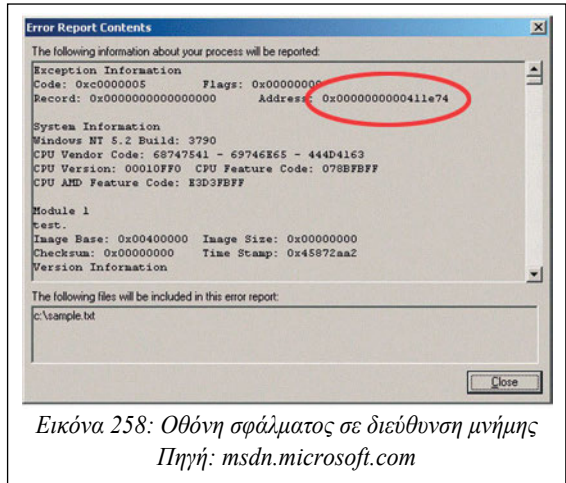 Error Report Contents
The following information about your process will be reported:
Exception Information
Code: 0xc0000005 Flags: 0x00000000
Record: 0x0000000000000000 Address: 0x0000000000411e74
System Information
Windows NT 5.2 Build: 3790
CPU Vendor Code: 68747541 - 69746E65 - 444D4163
CPU Version: 00010FF0 CPU Feature Code: 078BFBFF
CPU AMD Feature Code: E3D3FBFF
Module 1
test.
Image Base: 0x00400000 Image Size: 0x00000000
Checksum: 0x00000000 Time Stamp: 0x45872aa2
Version Information
The following files will be included in this error report:
c:\sample.txt
Close
Εικόνα 258: Οθόνη σφάλματος σε διεύθυνση μνήμης
Πηγή: msdn.microsoft.com